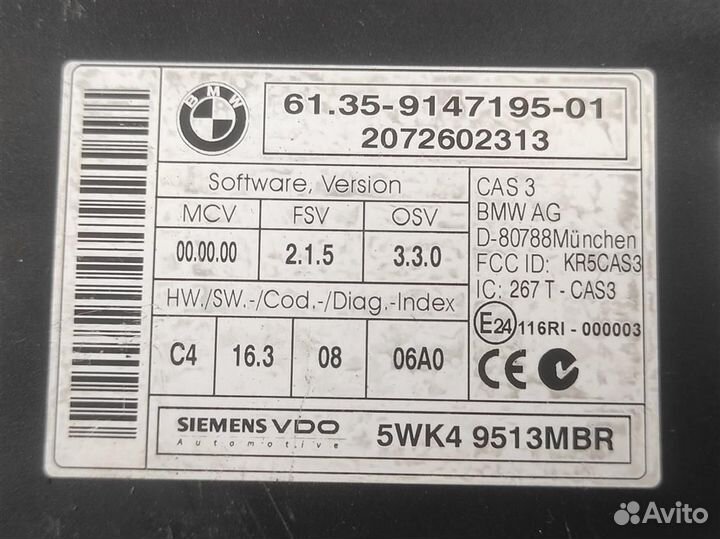 BMW
61.35-9147195-01
2072602313
Software, Version
MCV FSV OSV
00.00.00 2.1.5 3.3.0
HW./SW.-/Cod.-/Diag.-Index
C4 16.3 08 06A0
CAS 3
BMW AG
D-80788München
FCC ID: KR5CAS3
IC: 267 T - CAS3
E24 116RI - 000003
CE
SIEMENS VDO
Automotive
5WK4 9513MBR
Avito